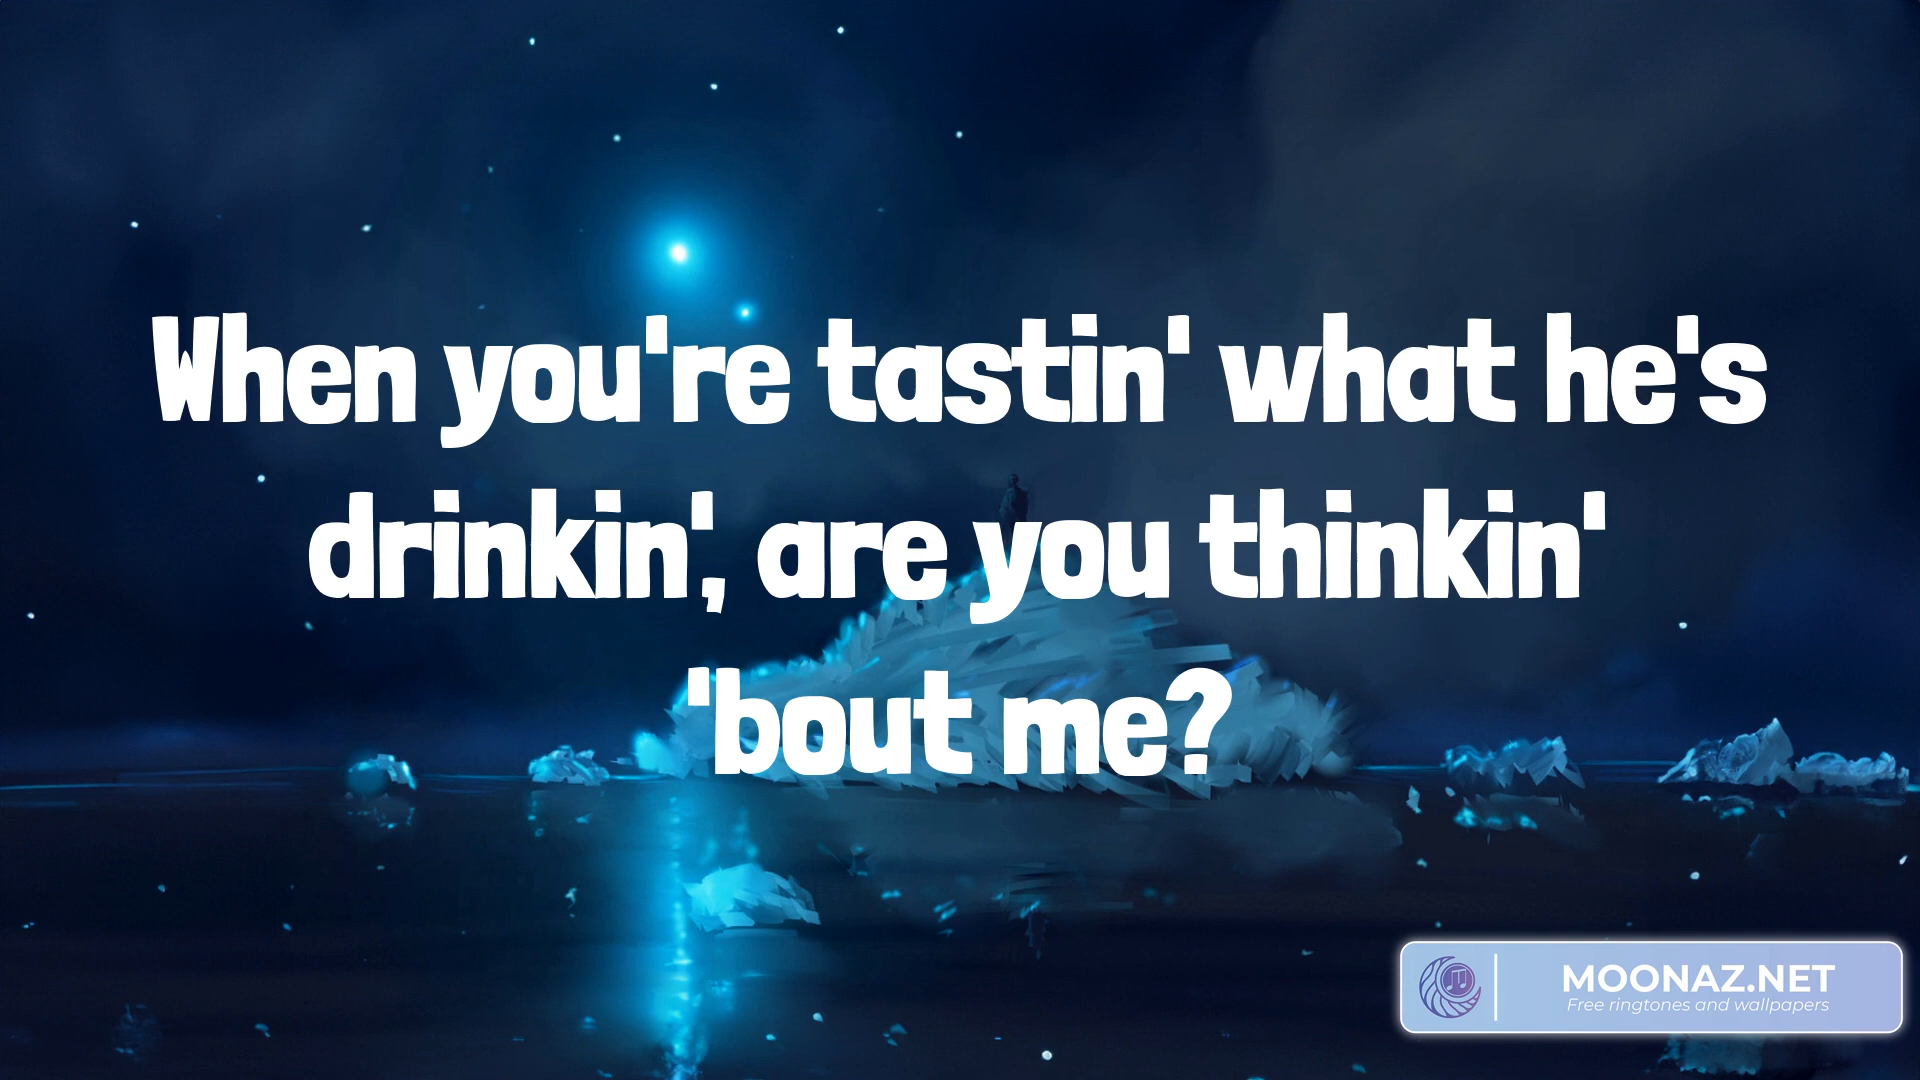 When you're tastin' what he's
drinkin', are you thinkin'
'bout me?
MOONAZ.NET
Free ringtones and wallpapers